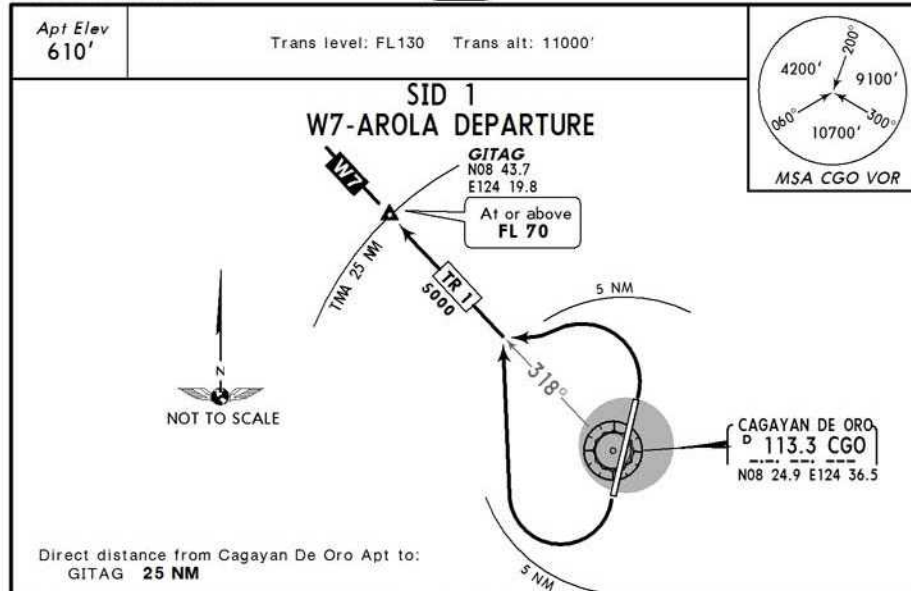 Apt Elev
610'
Trans level: FL130 Trans alt: 11000'
200°
4200'
9100'
060°
300°
10700'
MSA CGO VOR
SID 1
W7-AROLA DEPARTURE
GITAG
N08 43.7
E124 19.8
W7
At or above
FL 70
TMA 25 NM
TR 1
5000
5 NM
N
NOT TO SCALE
318°
CAGAYAN DE ORO
D 113.3 CGO
N08 24.9 E124 36.5
Direct distance from Cagayan De Oro Apt to:
GITAG 25 NM
5 NM